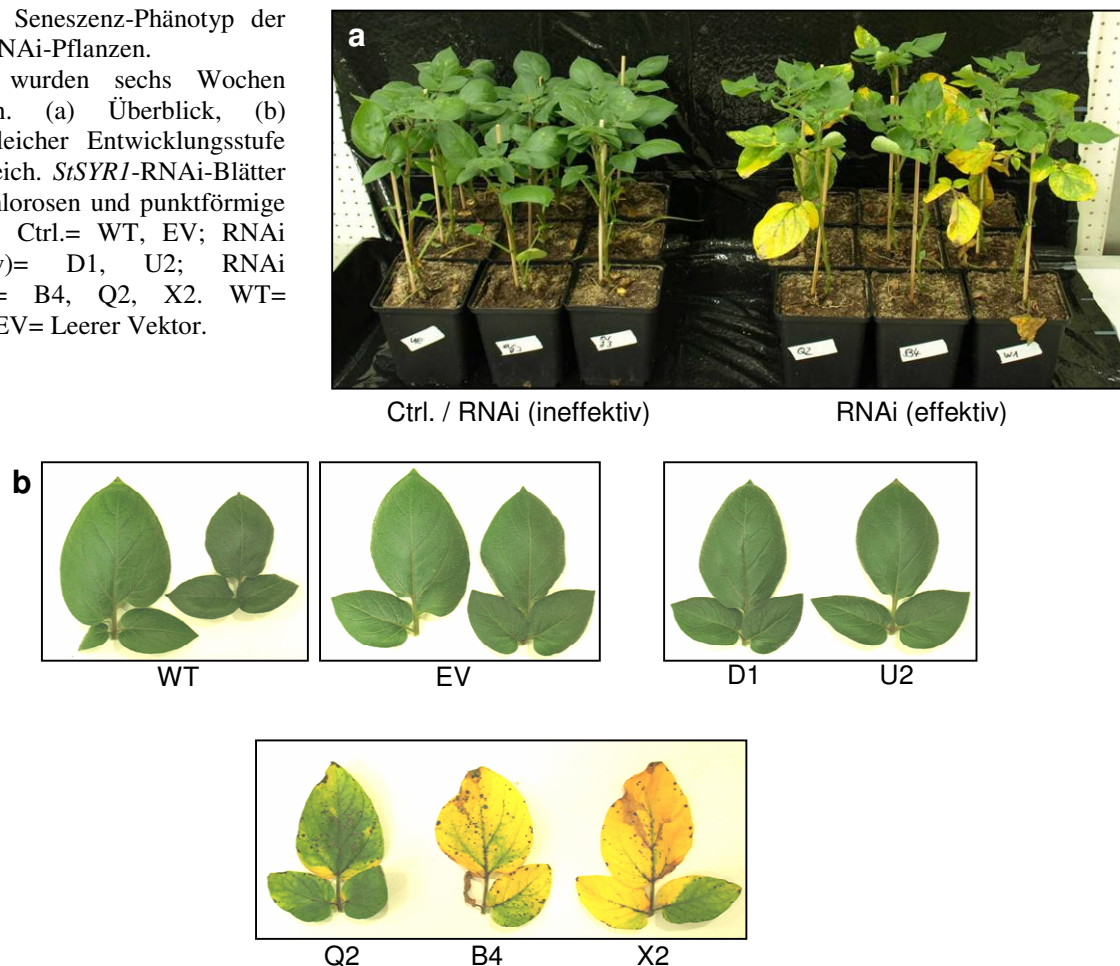 Seneszenz-Phänotyp der
NAi-Pflanzen.
wurden sechs Wochen
(a) Überblick, (b)
leicher Entwicklungsstufe
eich. StSYR1-RNAi-Blätter
hlorosen und punktförmige
Ctrl.= WT, EV; RNAi
)= D1, U2; RNAi
= B4, Q2, X2. WT=
EV= Leerer Vektor.
a
Q2
B4
W1
Ctrl. / RNAi (ineffektiv)
RNAi (effektiv)
b
WT
EV
D1
U2
Q2
B4
X2